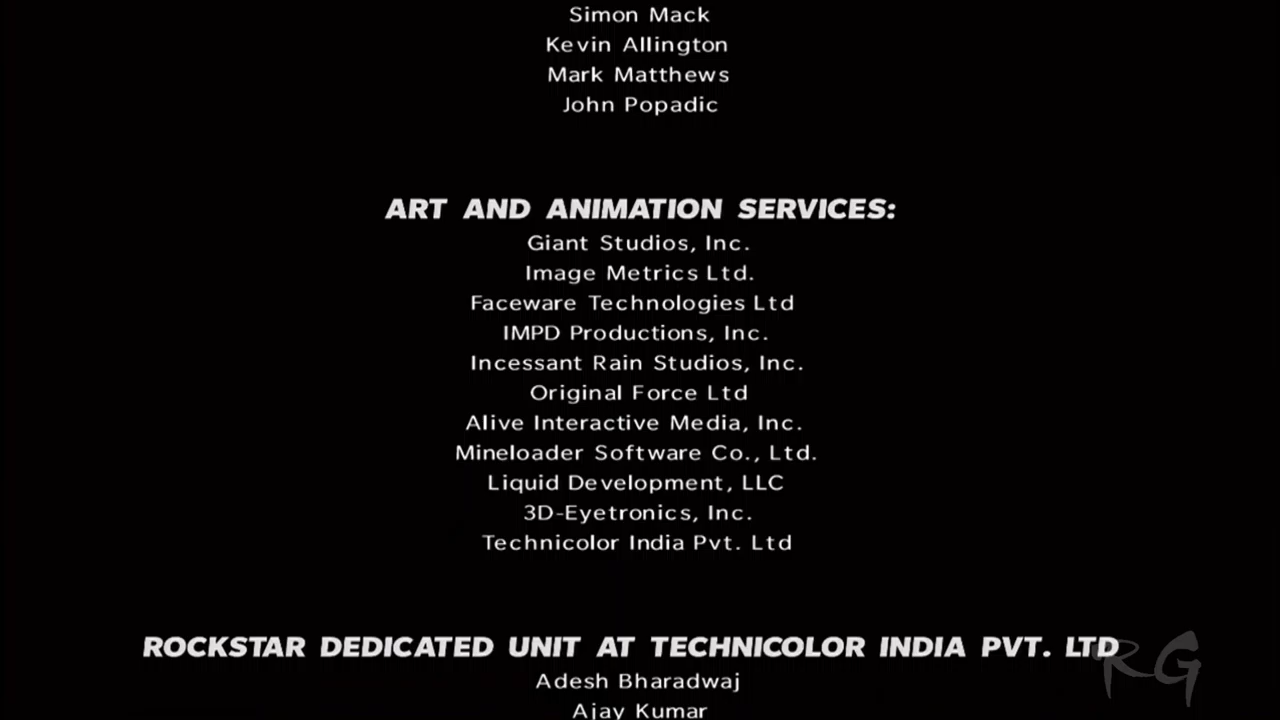 Simon Mack
Kevin Allington
Mark Matthews
John Popadic
ART AND ANIMATION SERVICES:
Giant Studios, Inc.
Image Metrics Ltd.
Faceware Technologies Ltd
IMPD Productions, Inc.
Incessant Rain Studios, Inc.
Original Force Ltd
Alive Interactive Media, Inc.
Mineloader Software Co., Ltd.
Liquid Development, LLC
3D-Eyetronics, Inc.
Technicolor India Pvt. Ltd
ROCKSTAR DEDICATED UNIT AT TECHNICOLOR INDIA PVT. LTD
RG
Adesh Bharadwaj
Ajay Kumar